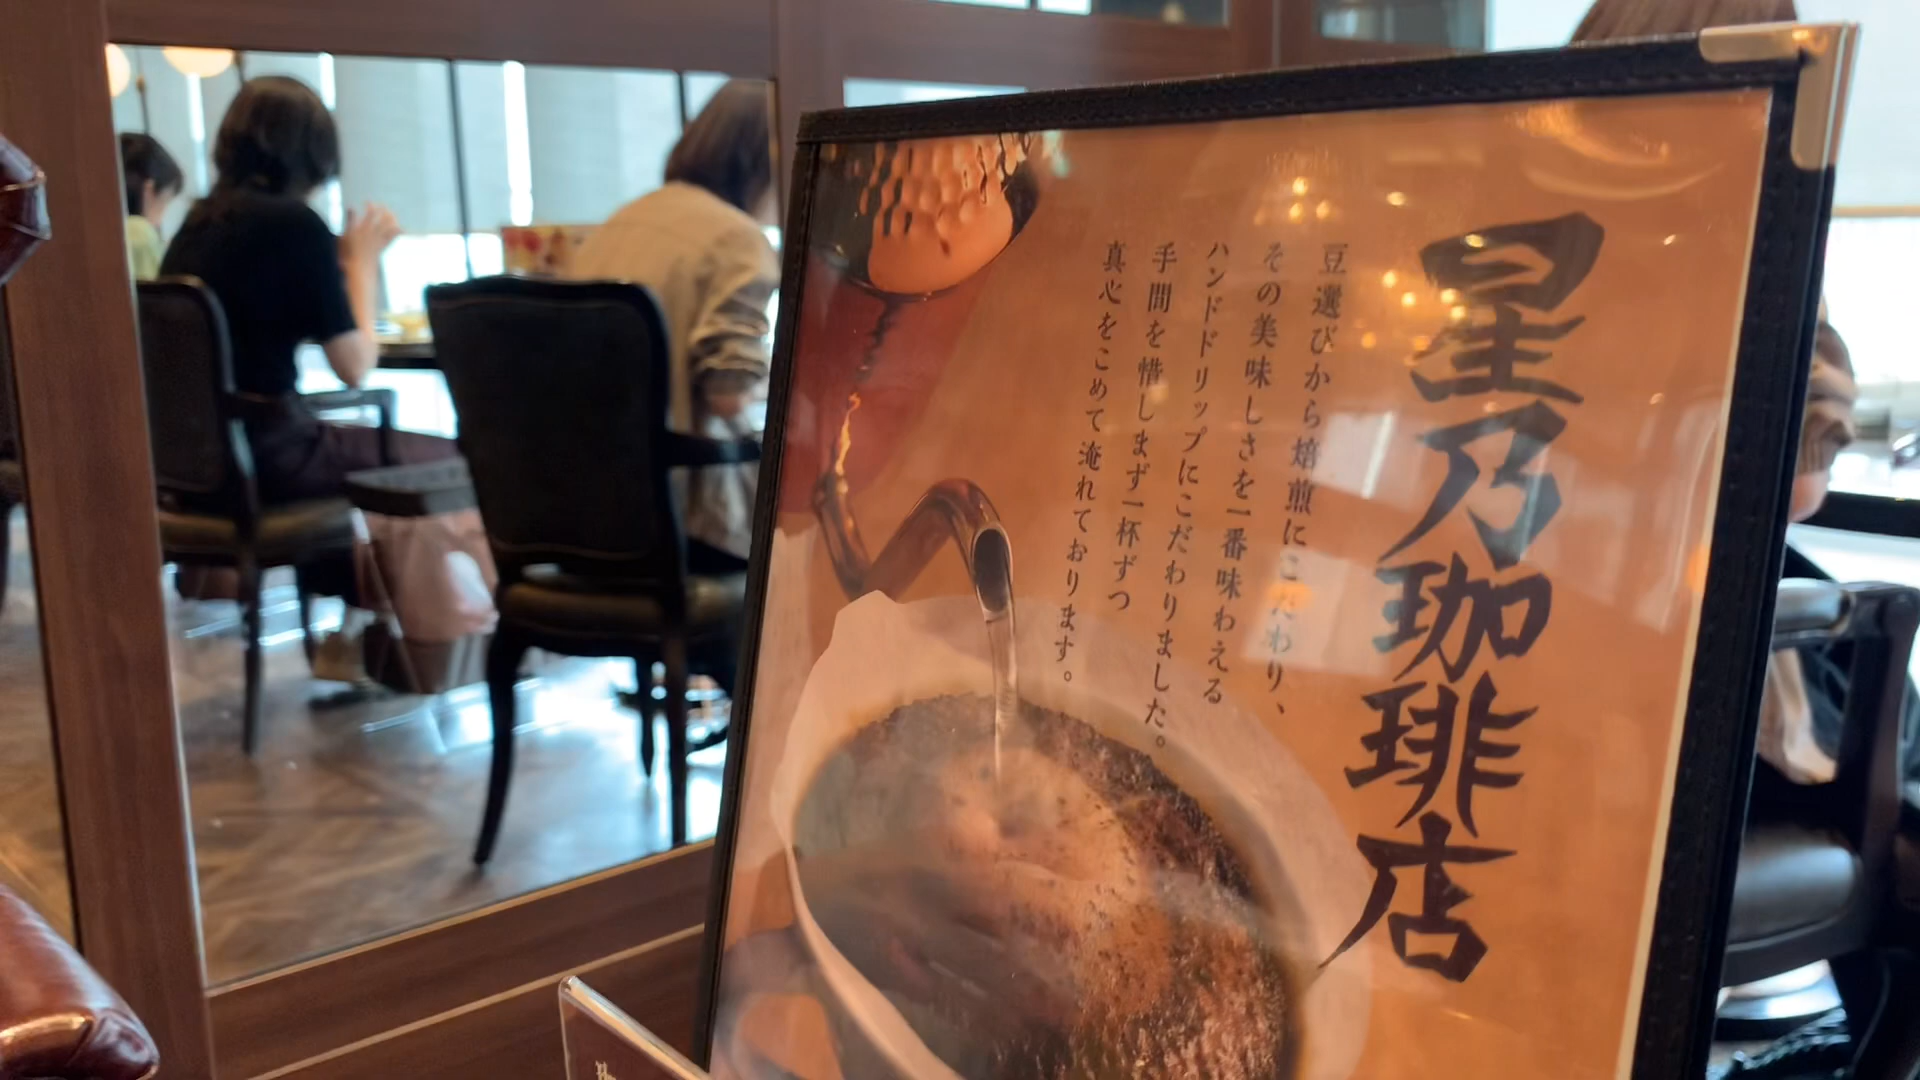 星乃珈琲店
豆選びから焙煎にこだわり、
その美味しさを一番味わえる
ハンドドリップにこだわりました。
手間を惜しまず一杯ずつ
真心をこめて淹れております。